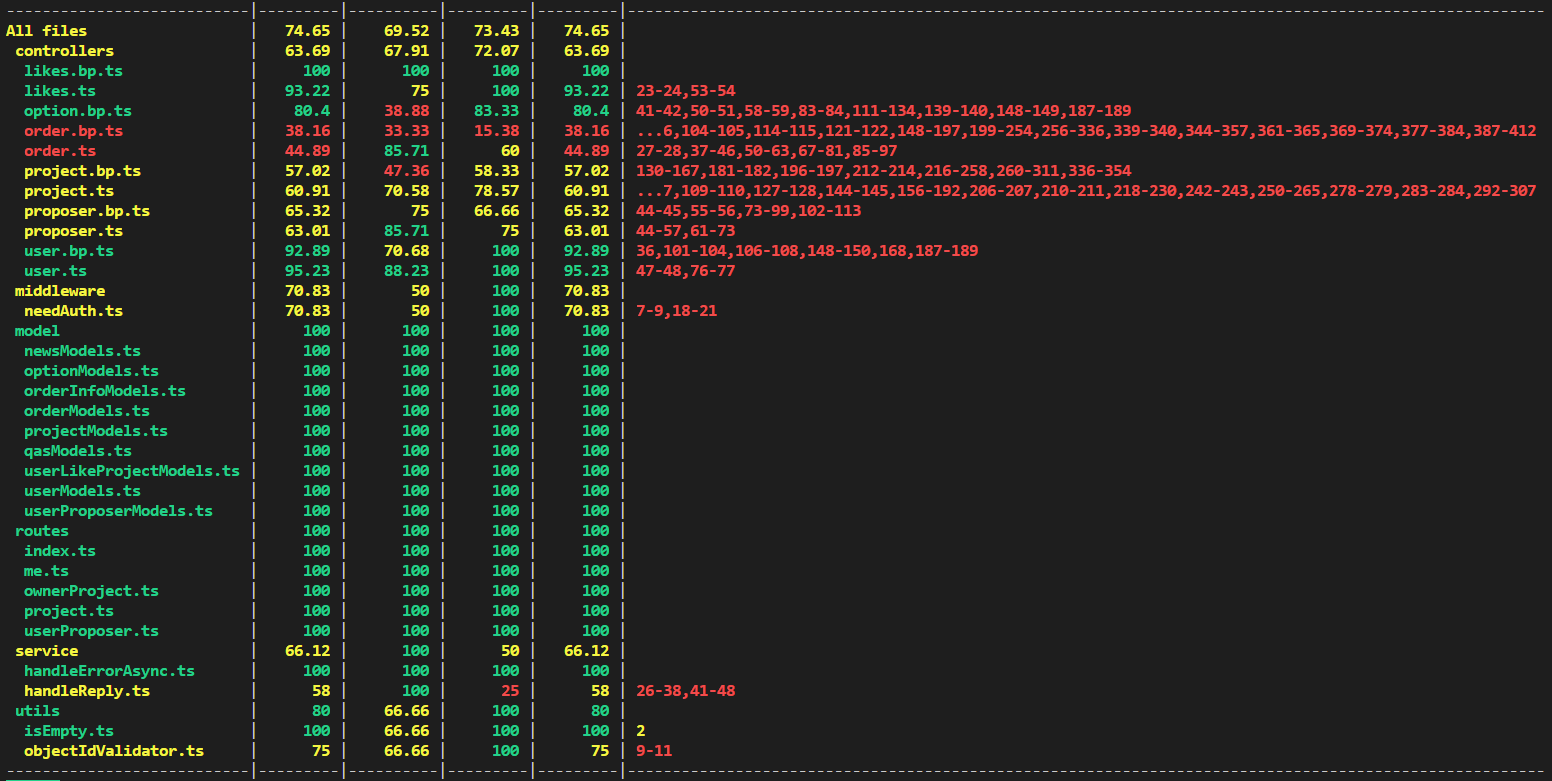 ---------------------------|---------|----------|---------|---------|------------------------------------------------------------------------------------------------------
All files                  |   74.65 |    69.52 |   73.43 |   74.65 |
 controllers               |   63.69 |    67.91 |   72.07 |   63.69 |
  likes.bp.ts              |     100 |      100 |     100 |     100 |
  likes.ts                 |   93.22 |       75 |     100 |   93.22 | 23-24,53-54
  option.bp.ts             |    80.4 |    38.88 |   83.33 |    80.4 | 41-42,50-51,58-59,83-84,111-134,139-140,148-149,187-189
  order.bp.ts              |   38.16 |    33.33 |   15.38 |   38.16 | ...6,104-105,114-115,121-122,148-197,199-254,256-336,339-340,344-357,361-365,369-374,377-384,387-412
  order.ts                 |   44.89 |    85.71 |      60 |   44.89 | 27-28,37-46,50-63,67-81,85-97
  project.bp.ts            |   57.02 |    47.36 |   58.33 |   57.02 | 130-167,181-182,196-197,212-214,216-258,260-311,336-354
  project.ts               |   60.91 |    70.58 |   78.57 |   60.91 | ...7,109-110,127-128,144-145,156-192,206-207,210-211,218-230,242-243,250-265,278-279,283-284,292-307
  proposer.bp.ts           |   65.32 |       75 |   66.66 |   65.32 | 44-45,55-56,73-99,102-113
  proposer.ts              |   63.01 |    85.71 |      75 |   63.01 | 44-57,61-73
  user.bp.ts               |   92.89 |    70.68 |     100 |   92.89 | 36,101-104,106-108,148-150,168,187-189
  user.ts                  |   95.23 |    88.23 |     100 |   95.23 | 47-48,76-77
 middleware                |   70.83 |       50 |     100 |   70.83 |
  needAuth.ts              |   70.83 |       50 |     100 |   70.83 | 7-9,18-21
 model                     |     100 |      100 |     100 |     100 |
  newsModels.ts            |     100 |      100 |     100 |     100 |
  optionModels.ts          |     100 |      100 |     100 |     100 |
  orderInfoModels.ts       |     100 |      100 |     100 |     100 |
  orderModels.ts           |     100 |      100 |     100 |     100 |
  projectModels.ts         |     100 |      100 |     100 |     100 |
  qasModels.ts             |     100 |      100 |     100 |     100 |
  userLikeProjectModels.ts |     100 |      100 |     100 |     100 |
  userModels.ts            |     100 |      100 |     100 |     100 |
  userProposerModels.ts    |     100 |      100 |     100 |     100 |
 routes                    |     100 |      100 |     100 |     100 |
  index.ts                 |     100 |      100 |     100 |     100 |
  me.ts                    |     100 |      100 |     100 |     100 |
  ownerProject.ts          |     100 |      100 |     100 |     100 |
  project.ts               |     100 |      100 |     100 |     100 |
  userProposer.ts          |     100 |      100 |     100 |     100 |
 service                   |   66.12 |      100 |      50 |   66.12 |
  handleErrorAsync.ts      |     100 |      100 |     100 |     100 |
  handleReply.ts           |      58 |      100 |      25 |      58 | 26-38,41-48
 utils                     |      80 |    66.66 |     100 |      80 |
  isEmpty.ts               |     100 |    66.66 |     100 |     100 | 2
  objectIdValidator.ts     |      75 |    66.66 |     100 |      75 | 9-11
---------------------------|---------|----------|---------|---------|------------------------------------------------------------------------------------------------------